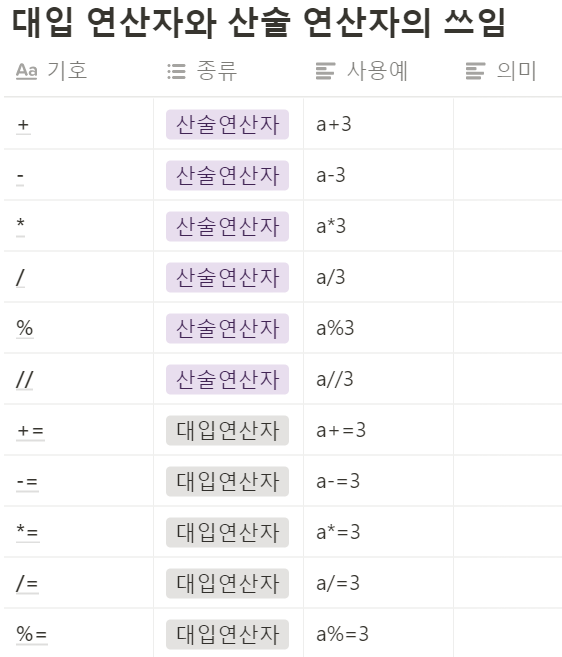 대입 연산자와 산술 연산자의 쓰임
Aa 기호 종류 사용예 의미
+ 산술연산자 a+3
- 산술연산자 a-3
* 산술연산자 a*3
/ 산술연산자 a/3
% 산술연산자 a%3
// 산술연산자 a//3
+= 대입연산자 a+=3
-= 대입연산자 a-=3
*= 대입연산자 a*=3
/= 대입연산자 a/=3
%= 대입연산자 a%=3